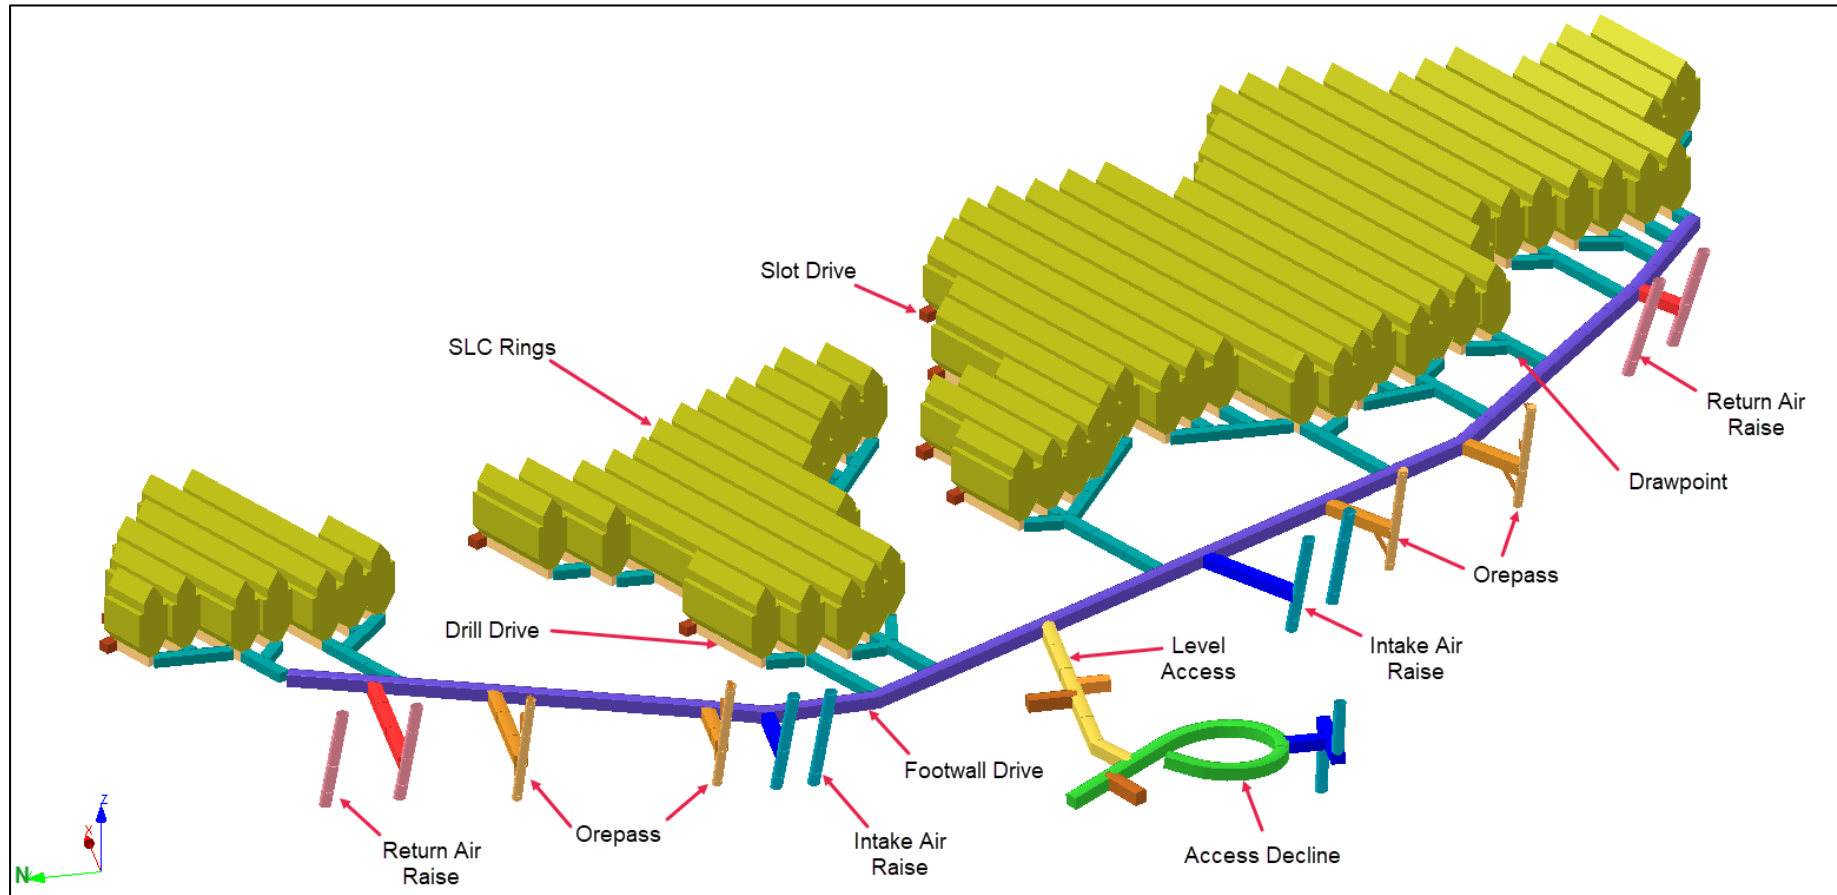 Slot Drive
SLC Rings
Return Air
Raise
Drawpoint
Orepass
Drill Drive
Level
Access
Intake Air
Raise
Footwall Drive
Orepass
Intake Air
Raise
Return Air
Raise
Access Decline
Z
X
N